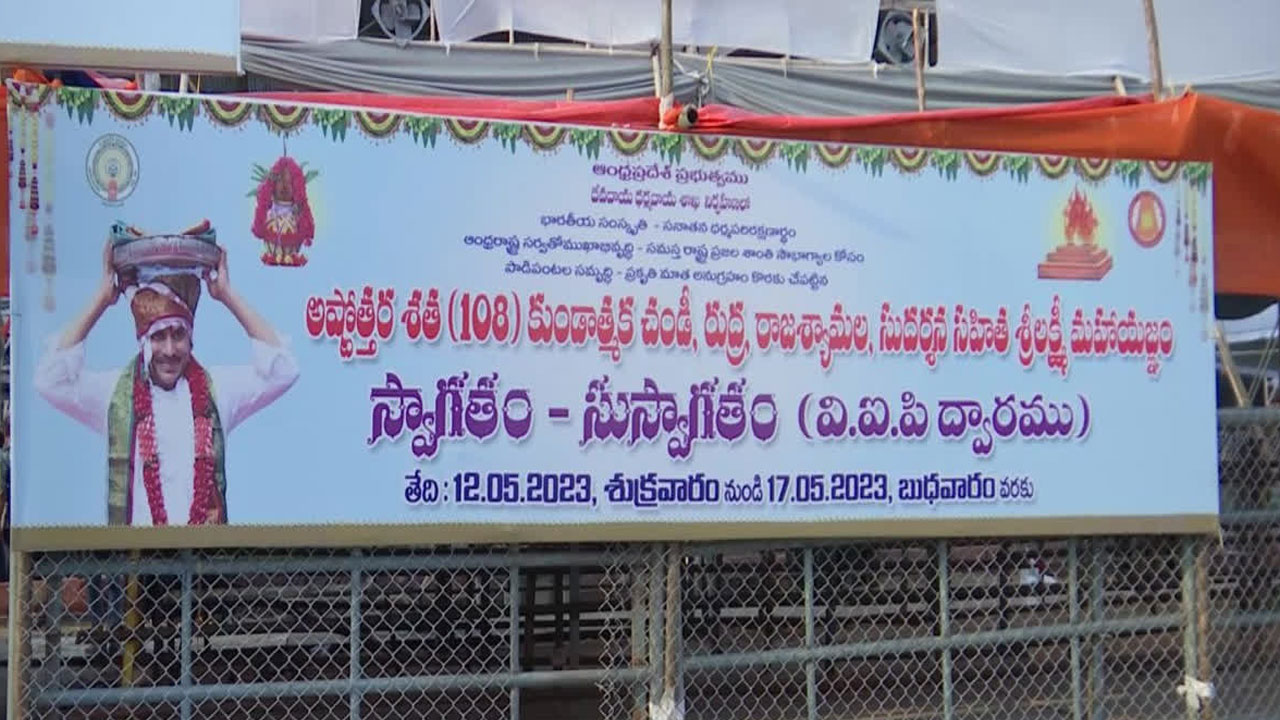 ఆంధ్రప్రదేశ్ ప్రభుత్వము
దేవాదాయ ధర్మాదాయ శాఖ నిర్వహణలో
భారతీయ సంస్కృతి - సనాతన ధర్మపరిరక్షణార్థం
ఆంధ్రరాష్ట్ర సర్వతోముఖాభివృద్ధి - సమస్త రాష్ట్ర ప్రజల శాంతి సౌభాగ్యాల కోసం
పాడిపంటల సమృద్ధి - ప్రకృతి మాత అనుగ్రహం కొరకు చేపట్టిన
అష్టోత్తర శత (108) కుండాత్మక చండీ, రుద్ర, రాజశ్యామల, సుదర్శన సహిత శ్రీలక్ష్మీ మహాయజ్ఞం
స్వాగతం - సుస్వాగతం (వి.ఐ.పి ద్వారము)
తేది : 12.05.2023, శుక్రవారం నుండి 17.05.2023, బుధవారం వరకు